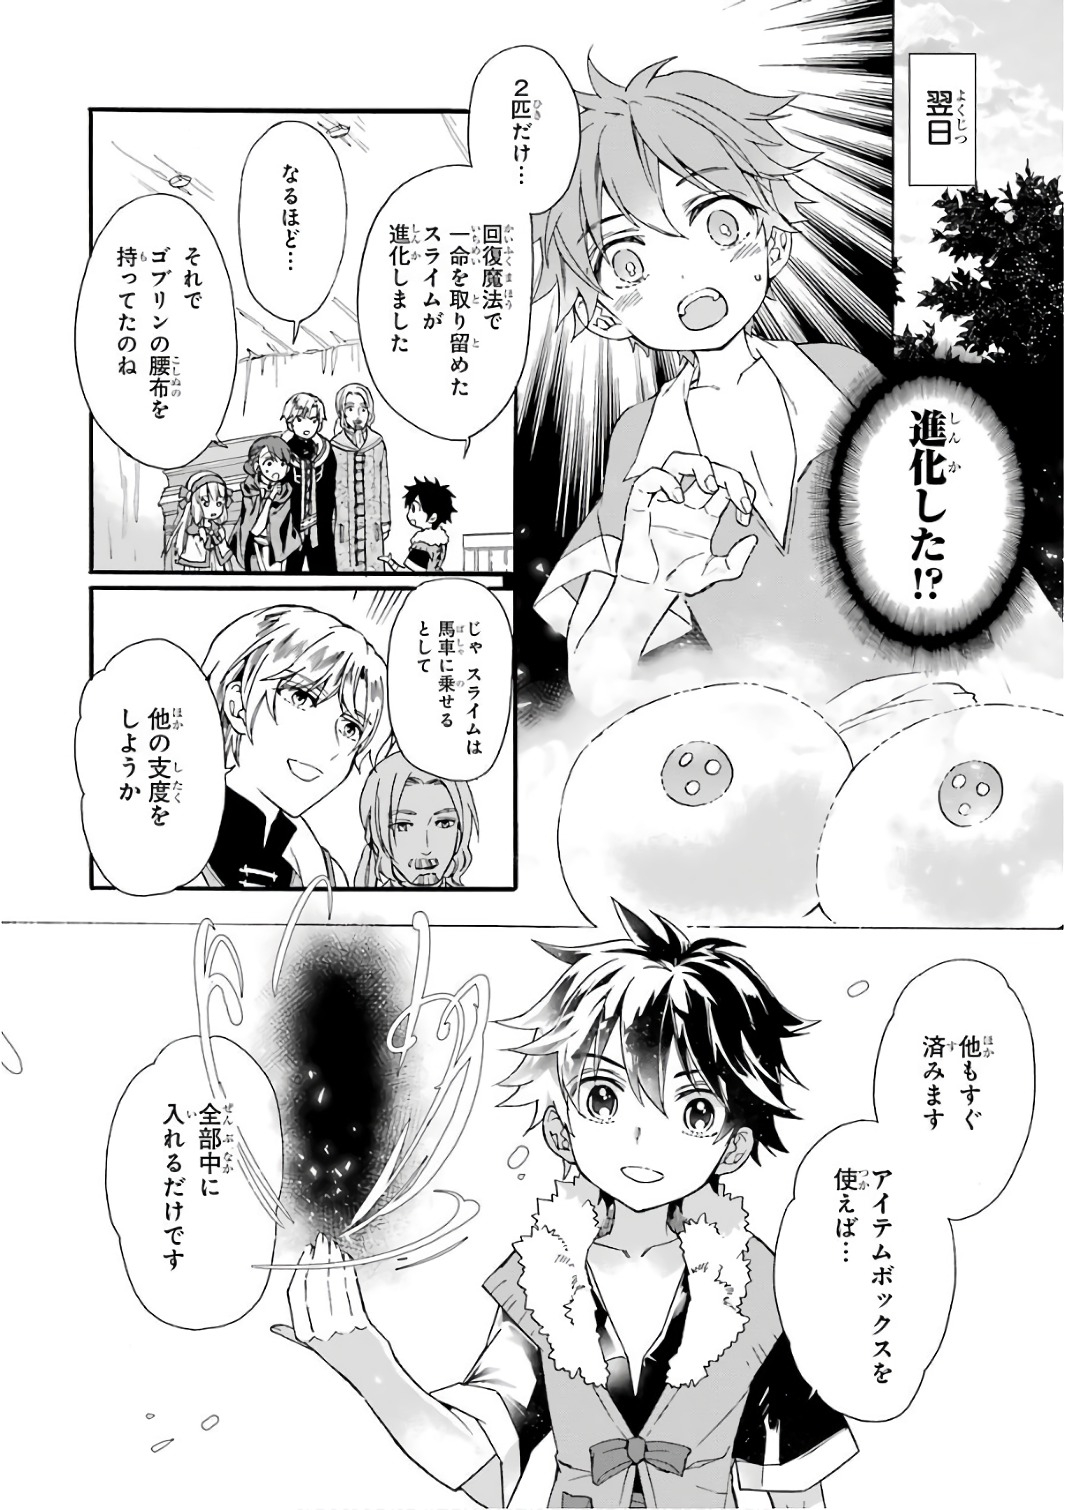 翌日
進化した!?
2匹だけ…
回復魔法で
一命を取り留めた
スライムが
進化しました
なるほど…
それで
ゴブリンの腰布を
持ってたのね
じゃ スライムは
馬車に乗せる
として
他の支度を
しようか
他もすぐ
済みます
アイテムボックスを
使えば…
全部中に
入れるだけです